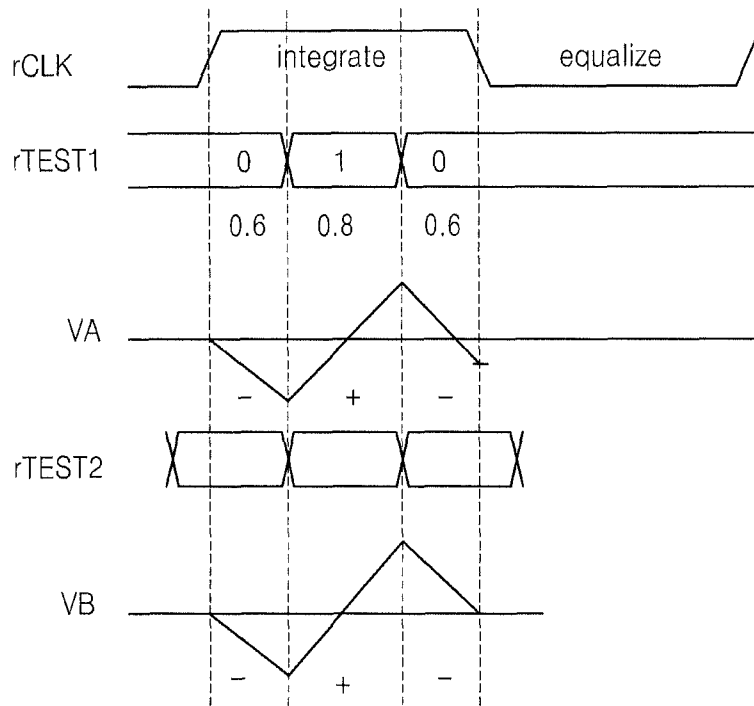 rCLK integrate equalize
rTEST1 0 1 0
0.6 0.8 0.6
VA
- + -
rTEST2
VB
- + -